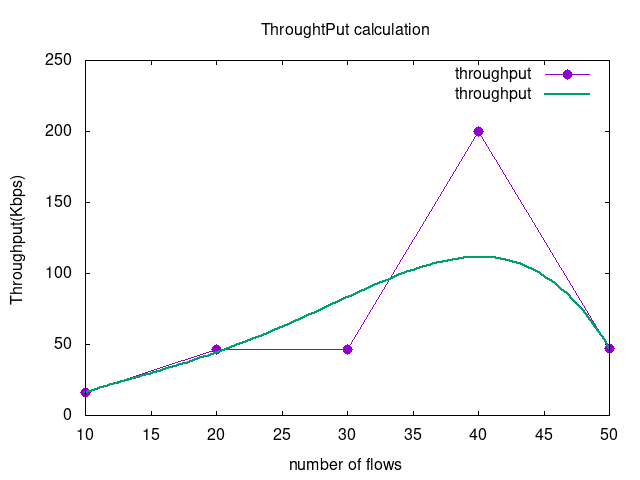 ThroughtPut calculation
250
200
150
100
50
0
Throughput(Kbps)
throughput
throughput
10 15 20 25 30 35 40 45 50
number of flows